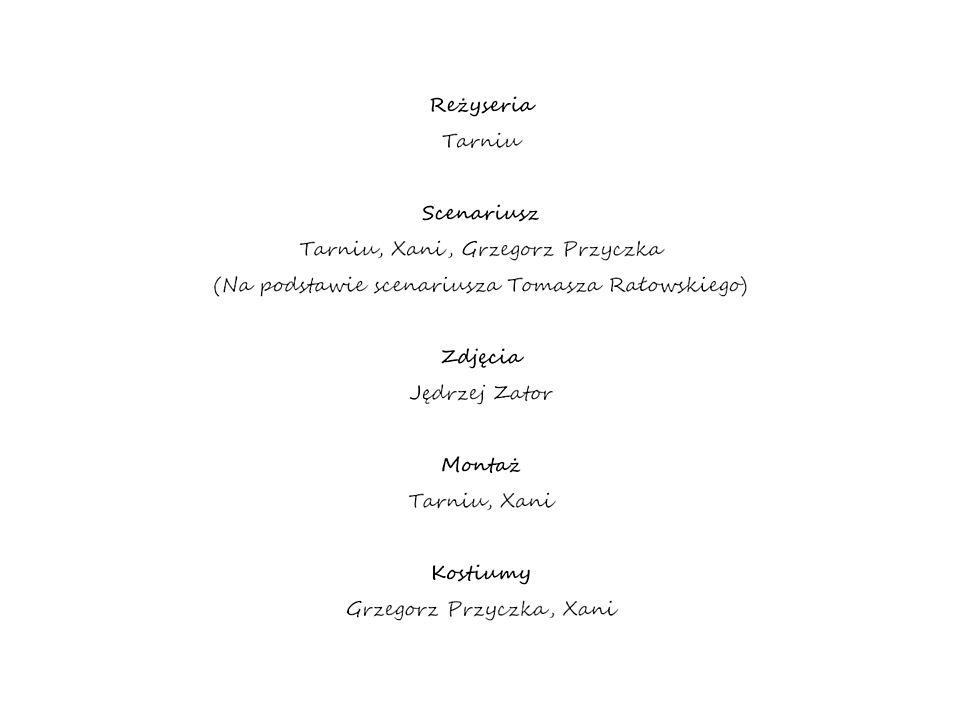 Reżyseria
Tarniu
Scenariusz
Tarniu, Xani, Grzegorz Przyczka
(Na podstawie scenariusza Tomasza Ratowskiego)
Zdjęcia
Jędrzej Zator
Montaż
Tarniu, Xani
Kostiumy
Grzegorz Przyczka, Xani